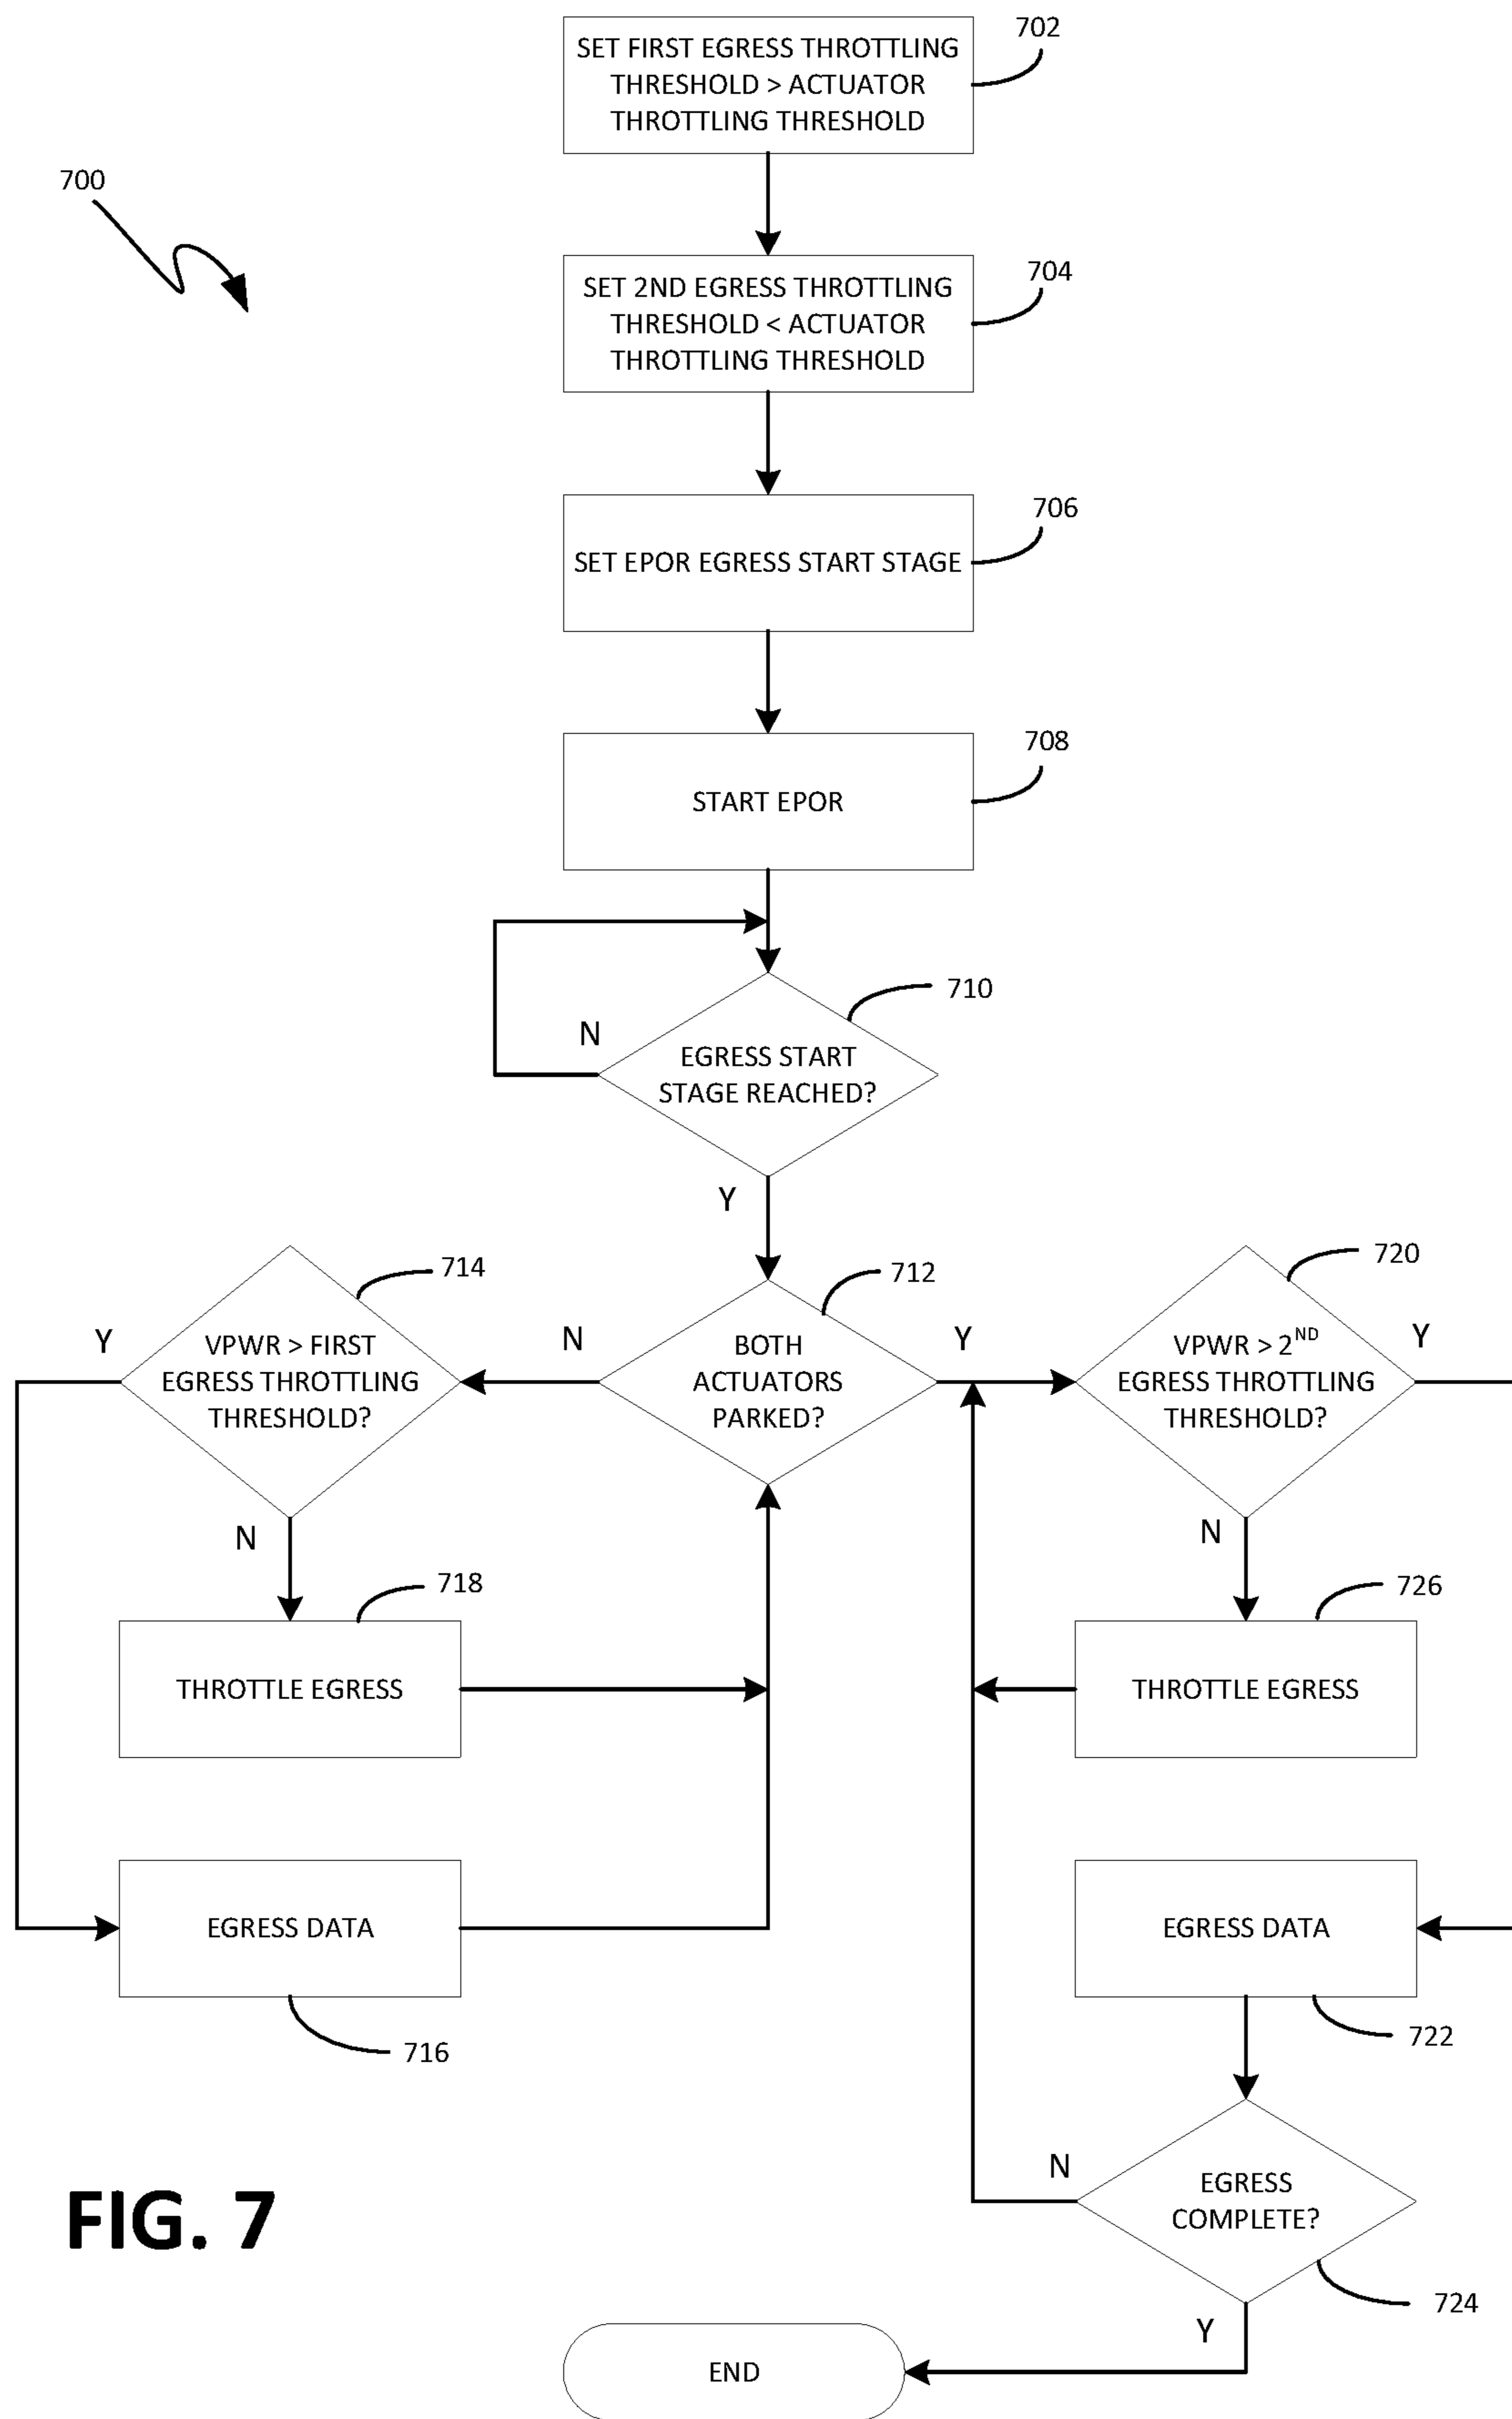 702
SET FIRST EGRESS THROTTLING
THRESHOLD > ACTUATOR
THROTTLING THRESHOLD
700
704
SET 2ND EGRESS THROTTLING
THRESHOLD < ACTUATOR
THROTTLING THRESHOLD
706
SET EPOR EGRESS START STAGE
708
START EPOR
710
N
EGRESS START
STAGE REACHED?
Y
714
712
720
Y
VPWR > FIRST
EGRESS THROTTLING
THRESHOLD?
N
BOTH
ACTUATORS
PARKED?
Y
VPWR > 2ND
EGRESS THROTTLING
THRESHOLD?
Y
N
N
718
726
THROTTLE EGRESS
THROTTLE EGRESS
EGRESS DATA
EGRESS DATA
716
722
N
EGRESS
COMPLETE?
FIG. 7
724
Y
END